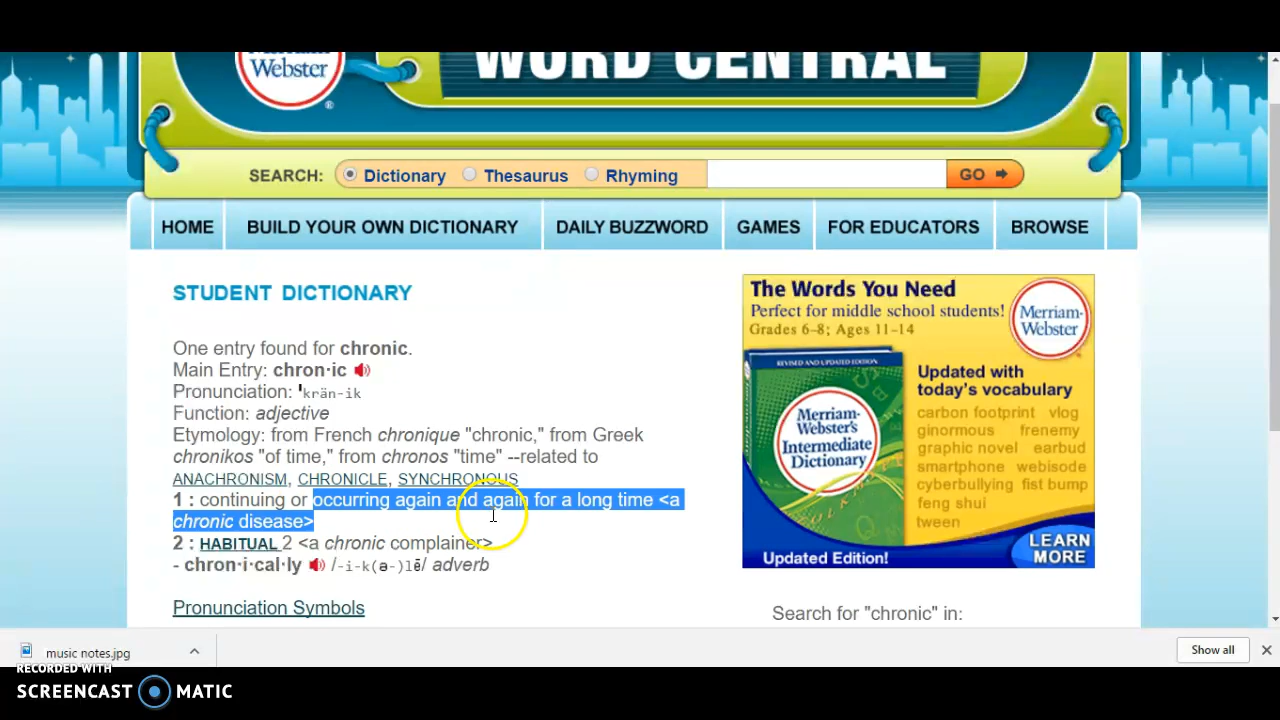 Merriam-
Webster
®
WORD CENTRAL
SEARCH: Dictionary Thesaurus Rhyming GO
HOME BUILD YOUR OWN DICTIONARY DAILY BUZZWORD GAMES FOR EDUCATORS BROWSE
STUDENT DICTIONARY
One entry found for chronic.
Main Entry: chron·ic
Pronunciation: ˈkrän-ik
Function: adjective
Etymology: from French chronique "chronic," from Greek
chronikos "of time," from chronos "time" --related to
ANACHRONISM, CHRONICLE, SYNCHRONOUS
1 : continuing or occurring again and again for a long time <a
chronic disease>
2 : HABITUAL 2 <a chronic complainer>
- chron·i·cal·ly /-i-k(ə-)lē/ adverb
Pronunciation Symbols
The Words You Need
Perfect for middle school students!
Grades 6-8; Ages 11-14
Merriam-
Webster
®
REVISED AND UPDATED EDITION
Merriam-
Webster's
Intermediate
Dictionary
Updated with
today's vocabulary
carbon footprint vlog
ginormous frenemy
graphic novel earbud
smartphone webisode
cyberbullying fist bump
feng shui
tween
Updated Edition!
LEARN
MORE
Search for "chronic" in:
music notes.jpg
Show all
RECORDED WITH
SCREENCAST MATIC